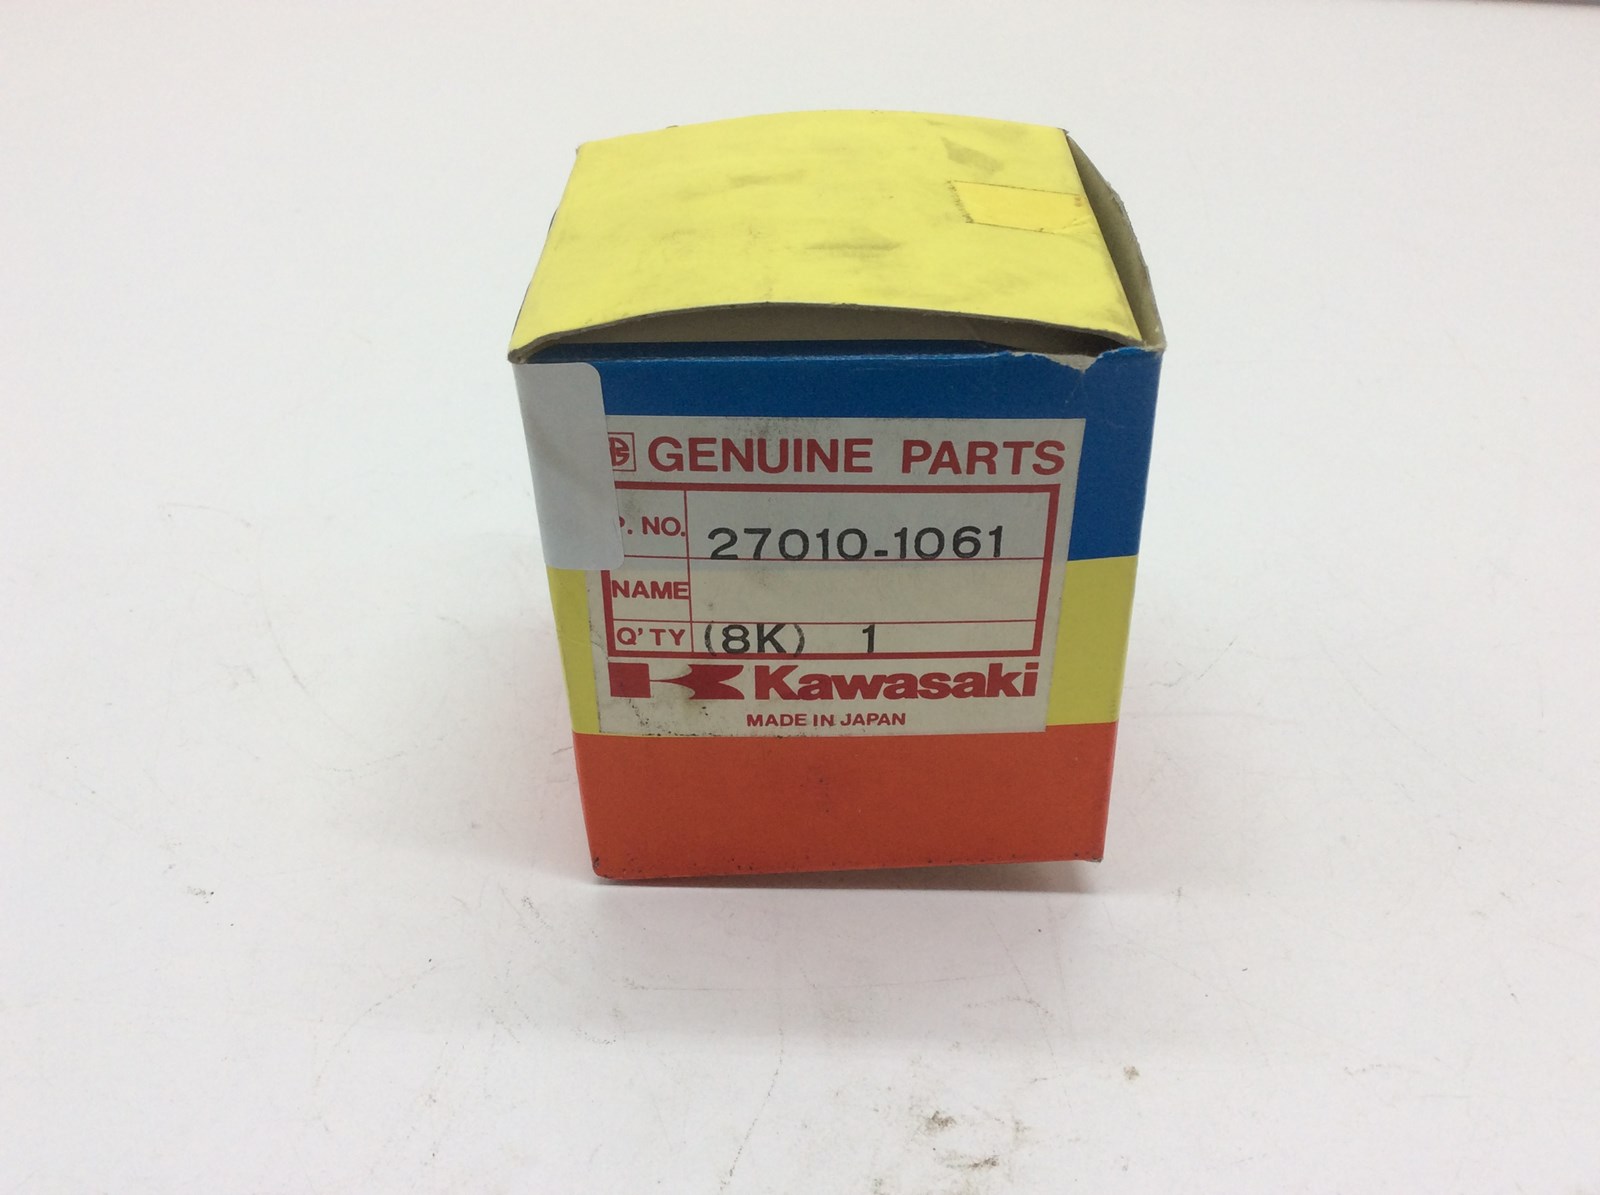 GENUINE PARTS
P. NO. 27010-1061
NAME
Q'TY (8K) 1
Kawasaki
MADE IN JAPAN